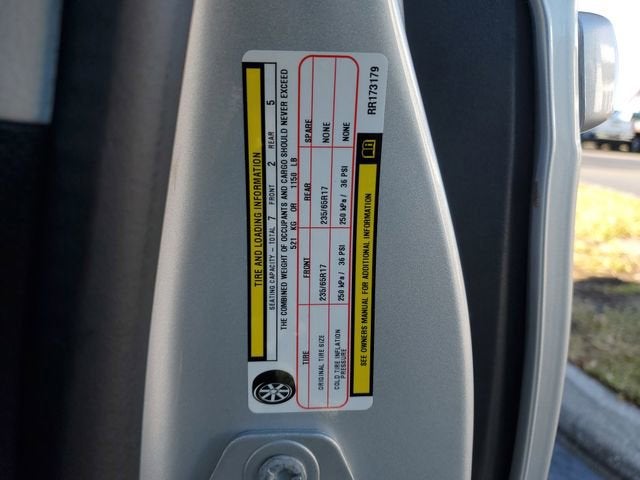 TIRE AND LOADING INFORMATION
SEATING CAPACITY - TOTAL 7 FRONT 2 REAR 5
THE COMBINED WEIGHT OF OCCUPANTS AND CARGO SHOULD NEVER EXCEED
521 KG OR 1150 LB
TIRE FRONT REAR SPARE
ORIGINAL TIRE SIZE 235/65R17 235/65R17 NONE
COLD TIRE INFLATION PRESSURE 250 kPa / 36 PSI 250 kPa / 36 PSI NONE
SEE OWNERS MANUAL FOR ADDITIONAL INFORMATION
RR173179